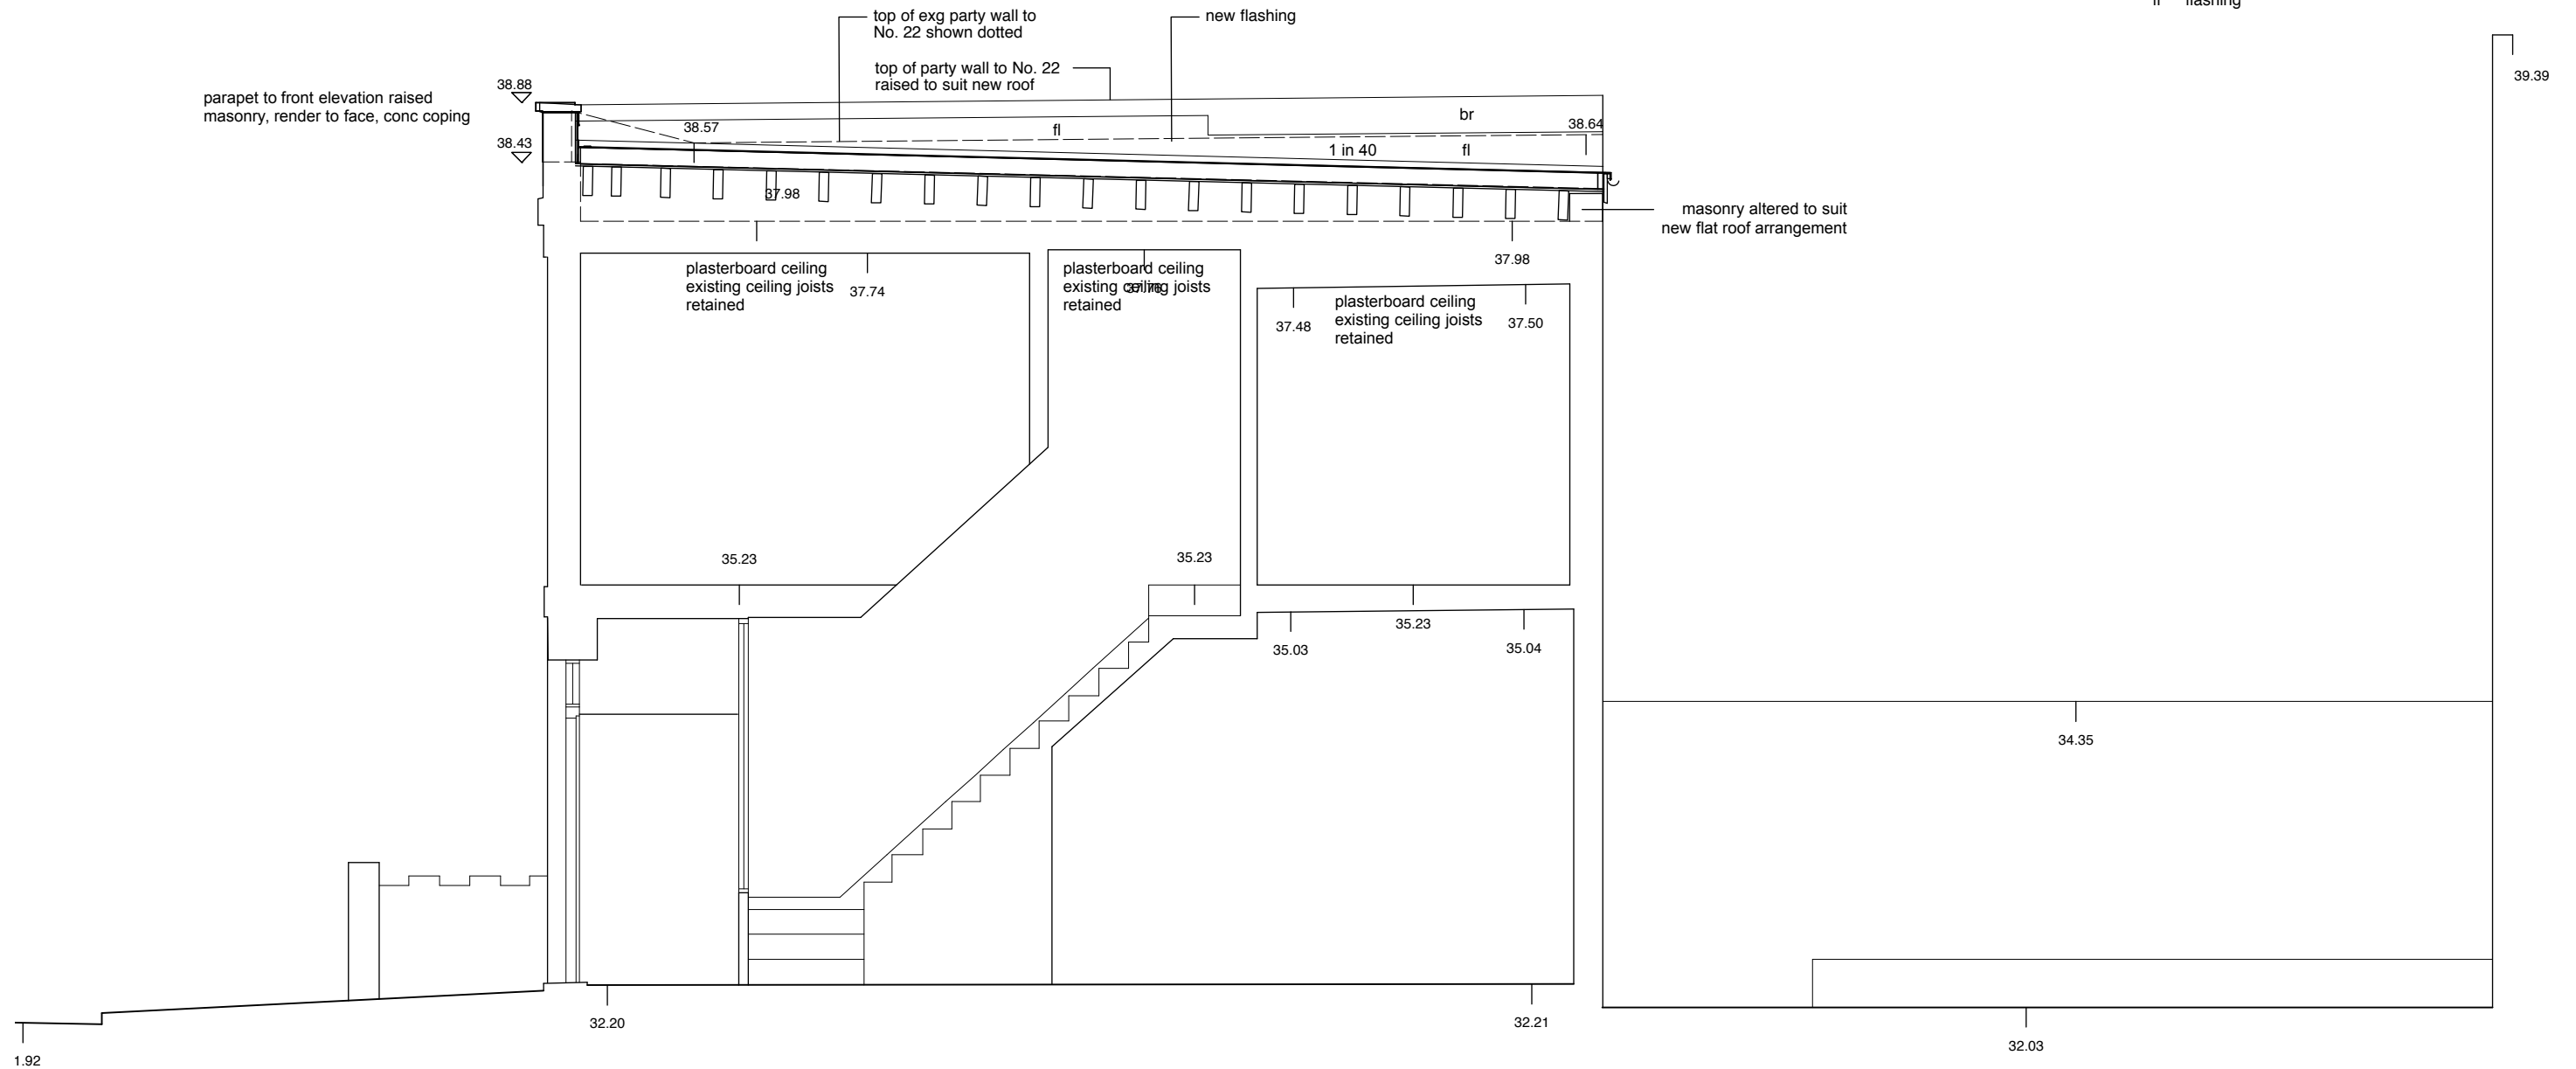 fl flashing
top of exg party wall to
No. 22 shown dotted
new flashing
top of party wall to No. 22
raised to suit new roof
39.39
38.88
parapet to front elevation raised
masonry, render to face, conc coping
br
38.57
fl
38.64
38.43
1 in 40
fl
37.98
masonry altered to suit
new flat roof arrangement
37.98
plasterboard ceiling
existing ceiling joists
retained
37.74
plasterboard ceiling
existing ceiling joists
retained
plasterboard ceiling
existing ceiling joists
retained
37.48
37.50
35.23
35.23
35.23
35.03
35.04
34.35
32.20
32.21
32.03
1.92